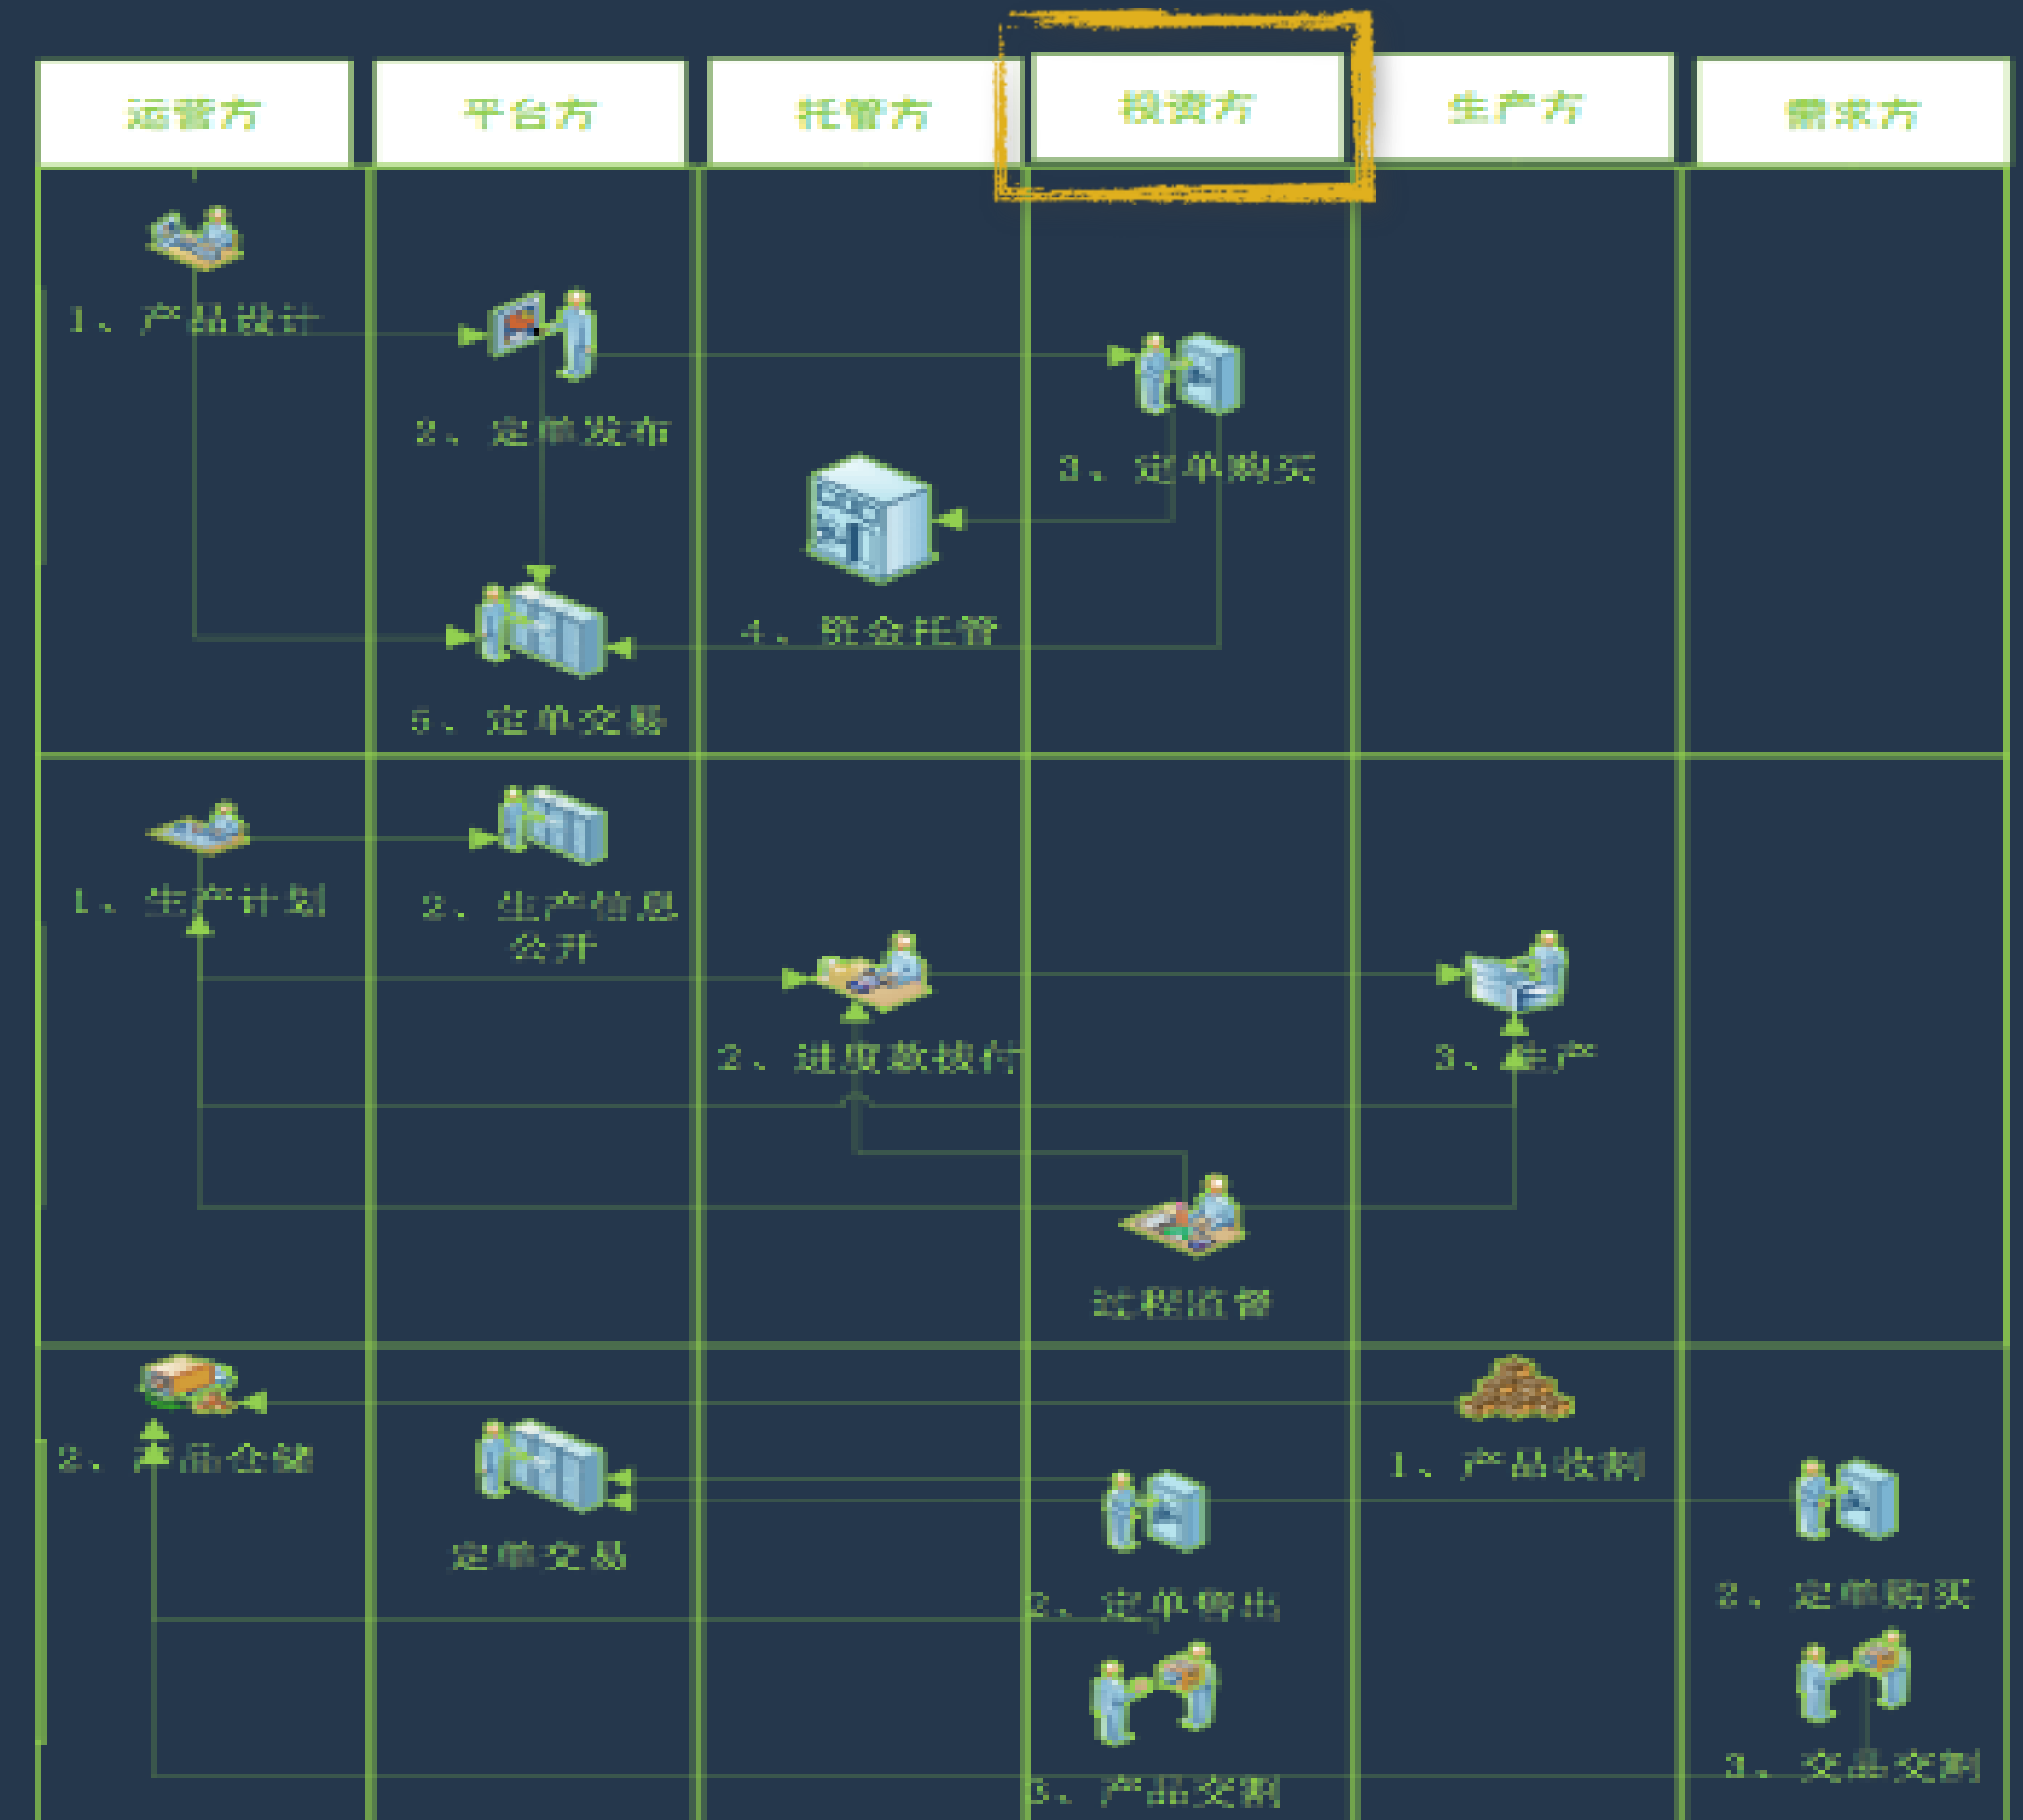 运营方
平台方
托管方
投资方
生产方
需求方
1、产品设计
2、定单发布
3、定单购买
4、资金托管
5、定单交易
1、生产计划
2、生产信息
公开
2、进度款拨付
3、生产
过程监督
2、产品仓储
1、产品收割
定单交易
2、定单售出
2、定单购买
3、产品交割
3、交品交割